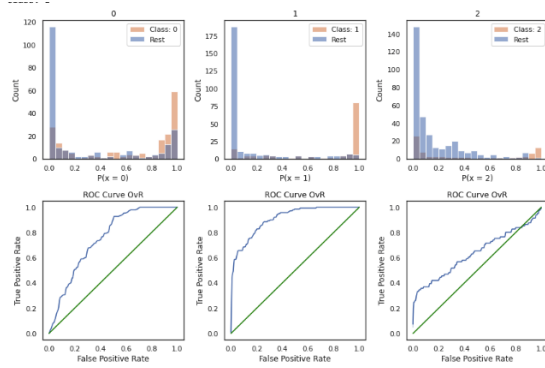 0
Class: 0
Rest
Count
120
100
80
60
40
20
0
0.0 0.2 0.4 0.6 0.8 1.0
P(x = 0)
1
Class: 1
Rest
Count
175
150
125
100
75
50
25
0
0.0 0.2 0.4 0.6 0.8 1.0
P(x = 1)
2
Class: 2
Rest
Count
140
120
100
80
60
40
20
0
0.0 0.2 0.4 0.6 0.8 1.0
P(x = 2)
ROC Curve OvR
True Positive Rate
1.0
0.8
0.6
0.4
0.2
0.0
0.0 0.2 0.4 0.6 0.8 1.0
False Positive Rate
ROC Curve OvR
True Positive Rate
1.0
0.8
0.6
0.4
0.2
0.0
0.0 0.2 0.4 0.6 0.8 1.0
False Positive Rate
ROC Curve OvR
True Positive Rate
1.0
0.8
0.6
0.4
0.2
0.0
0.0 0.2 0.4 0.6 0.8 1.0
False Positive Rate